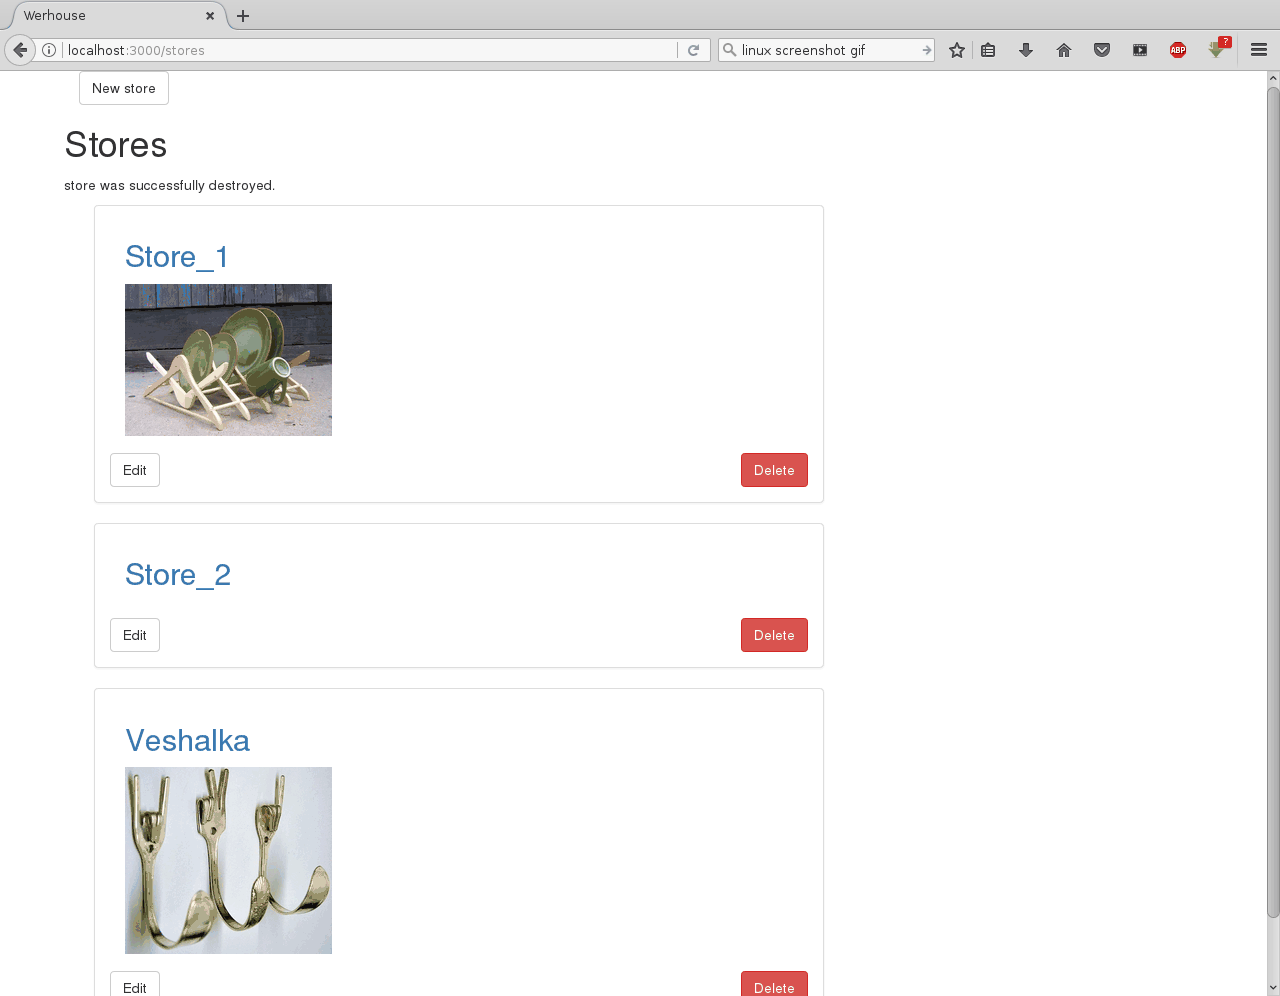 Werhouse
localhost:3000/stores
linux screenshot gif
ABP
?
New store
Stores
store was successfully destroyed.
Store_1
Edit
Delete
Store_2
Edit
Delete
Veshalka
Edit
Delete